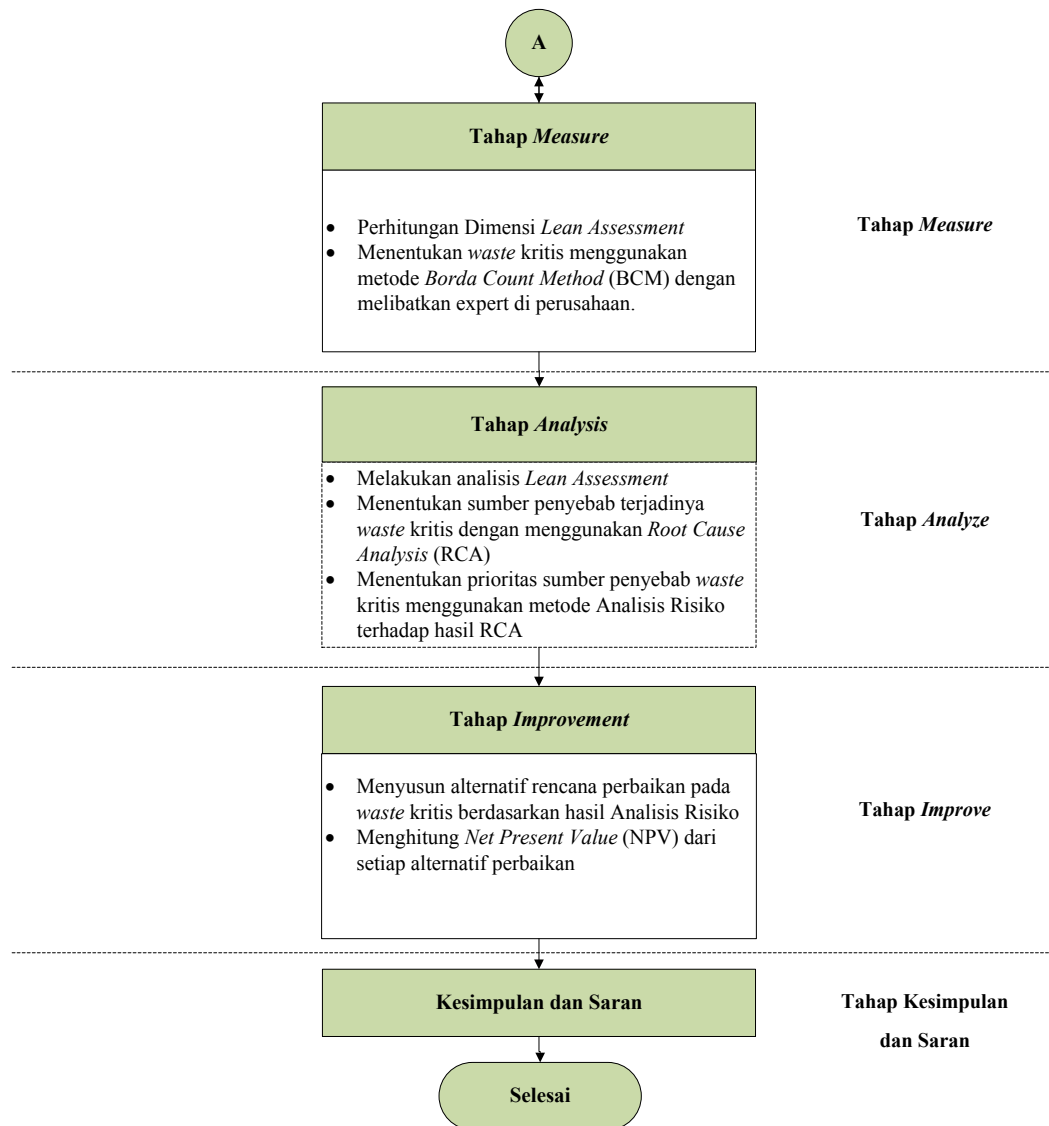 A
Tahap Measure
• Perhitungan Dimensi Lean Assessment
• Menentukan waste kritis menggunakan
metode Borda Count Method (BCM) dengan
melibatkan expert di perusahaan.
Tahap Measure
Tahap Analysis
• Melakukan analisis Lean Assessment
• Menentukan sumber penyebab terjadinya
waste kritis dengan menggunakan Root Cause
Analysis (RCA)
• Menentukan prioritas sumber penyebab waste
kritis menggunakan metode Analisis Risiko
terhadap hasil RCA
Tahap Analyze
Tahap Improvement
• Menyusun alternatif rencana perbaikan pada
waste kritis berdasarkan hasil Analisis Risiko
• Menghitung Net Present Value (NPV) dari
setiap alternatif perbaikan
Tahap Improve
Kesimpulan dan Saran
Tahap Kesimpulan
dan Saran
Selesai